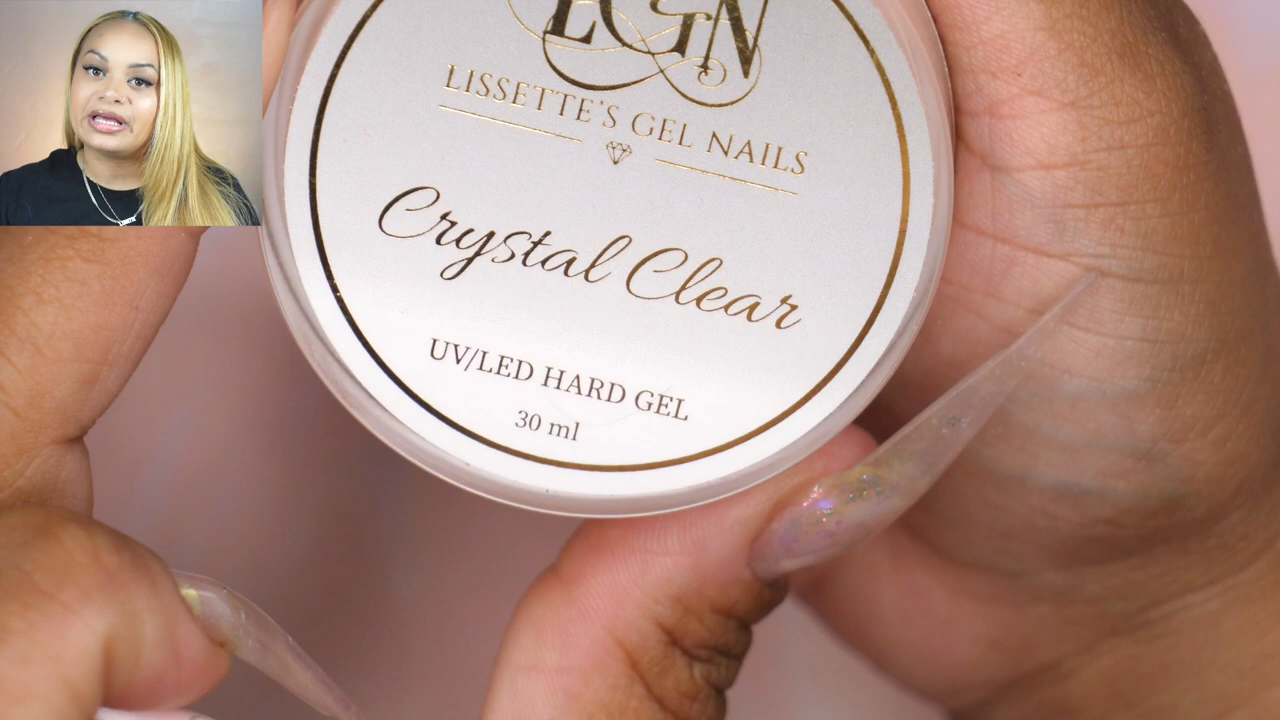 LGN
LISSETTE'S GEL NAILS
Crystal Clear
UV/LED HARD GEL
30 ml